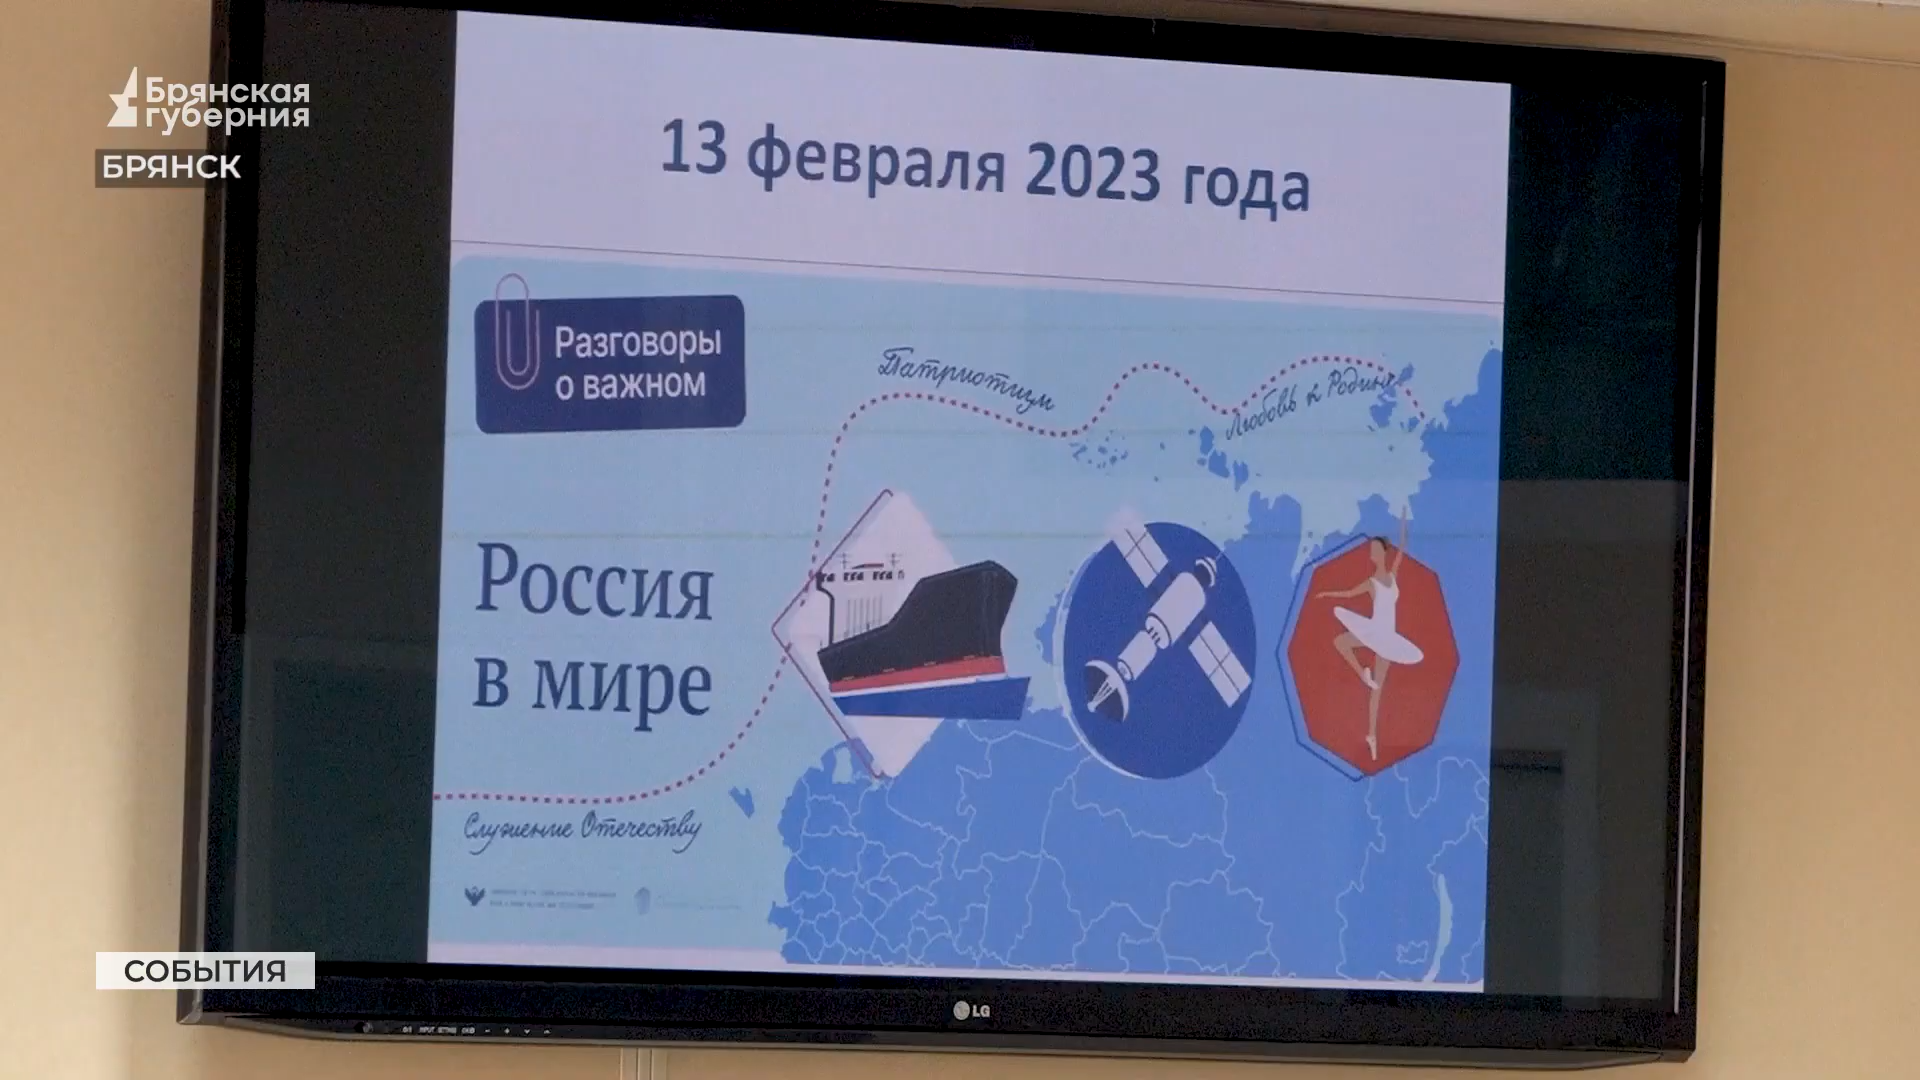 Брянская
губерния
БРЯНСК
13 февраля 2023 года
Разговоры
о важном
Патриотизм
Любовь к Родине
Россия
в мире
Служение Отечеству
СОБЫТИЯ
LG